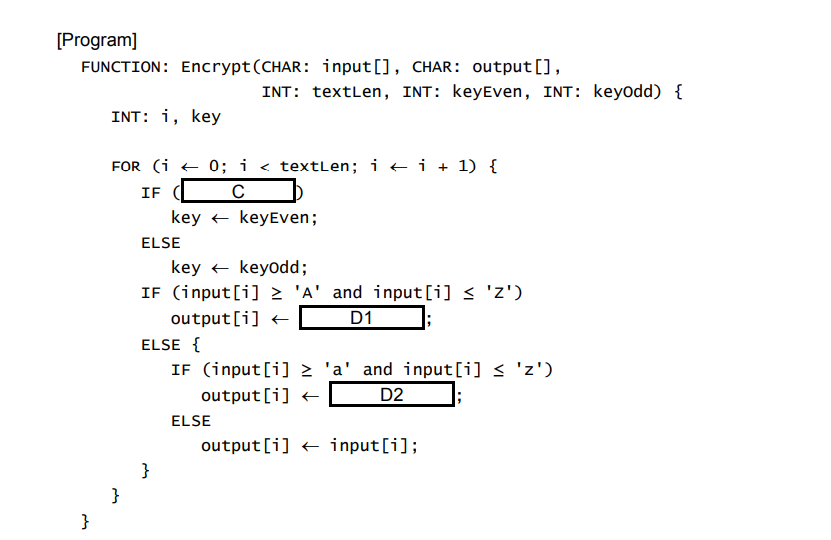 [Program]
FUNCTION: Encrypt(CHAR: input[], CHAR: output[],
INT: textLen, INT: keyEven, INT: keyOdd) {
INT: i, key
FOR (i ← 0; i < textLen; i ← i + 1) {
IF ( C )
key ← keyEven;
ELSE
key ← keyOdd;
IF (input[i] ≥ 'A' and input[i] ≤ 'Z')
output[i] ← D1 ;
ELSE {
IF (input[i] ≥ 'a' and input[i] ≤ 'z')
output[i] ← D2 ;
ELSE
output[i] ← input[i];
}
}
}